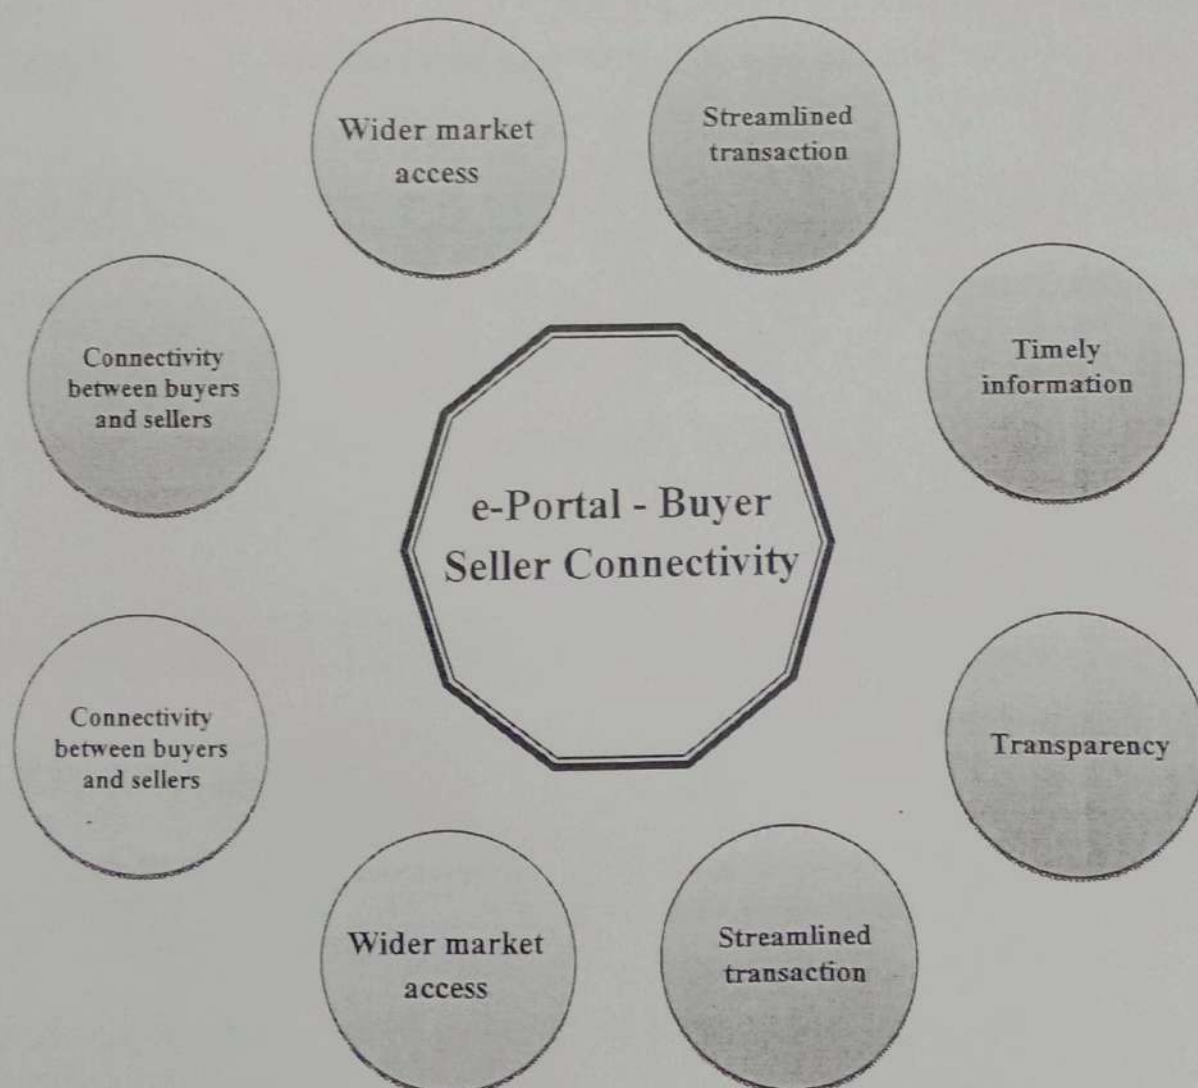 Wider market
access
Streamlined
transaction
Connectivity
between buyers
and sellers
Timely
information
e-Portal - Buyer
Seller Connectivity
Connectivity
between buyers
and sellers
Transparency
Wider market
access
Streamlined
transaction